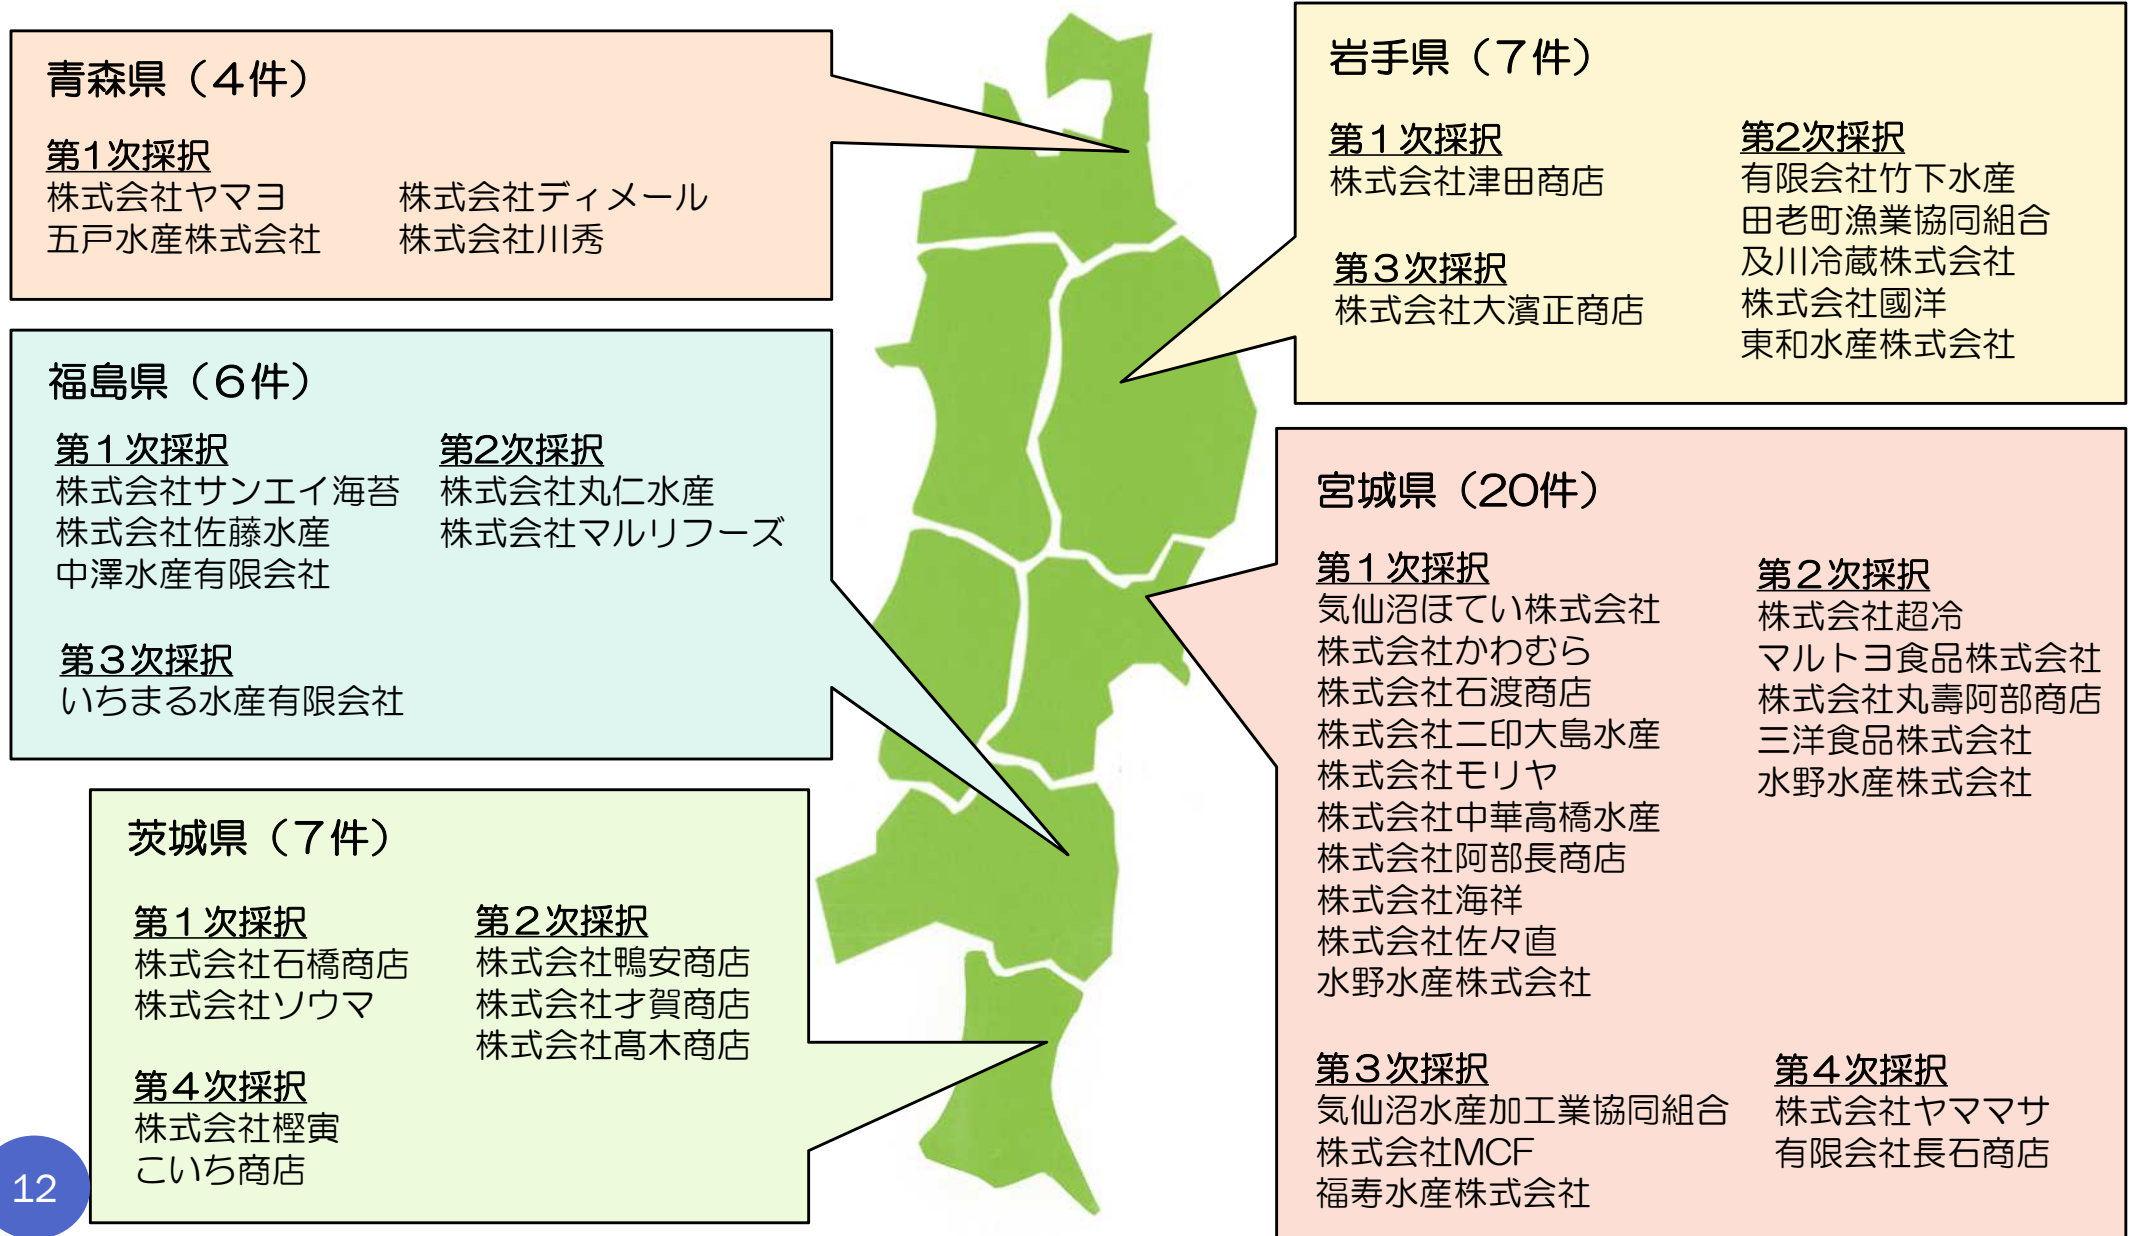 青森県（４件）
第1次採択
株式会社ヤマヨ
五戸水産株式会社
株式会社ディメール
株式会社川秀
岩手県（７件）
第１次採択
株式会社津田商店
第３次採択
株式会社大濱正商店
第2次採択
有限会社竹下水産
田老町漁業協同組合
及川冷蔵株式会社
株式会社國洋
東和水産株式会社
福島県（６件）
第１次採択
株式会社サンエイ海苔
株式会社佐藤水産
中澤水産有限会社
第2次採択
株式会社丸仁水産
株式会社マルリフーズ
第３次採択
いちまる水産有限会社
宮城県（20件）
第１次採択
気仙沼ほてい株式会社
株式会社かわむら
株式会社石渡商店
株式会社二印大島水産
株式会社モリヤ
株式会社中華高橋水産
株式会社阿部長商店
株式会社海祥
株式会社佐々直
水野水産株式会社
第２次採択
株式会社超冷
マルトヨ食品株式会社
株式会社丸壽阿部商店
三洋食品株式会社
水野水産株式会社
第３次採択
気仙沼水産加工業協同組合
株式会社MCF
福寿水産株式会社
第４次採択
株式会社ヤママサ
有限会社長石商店
茨城県（７件）
第１次採択
株式会社石橋商店
株式会社ソウマ
第２次採択
株式会社鴨安商店
株式会社才賀商店
株式会社髙木商店
第４次採択
株式会社樫寅
こいち商店
12